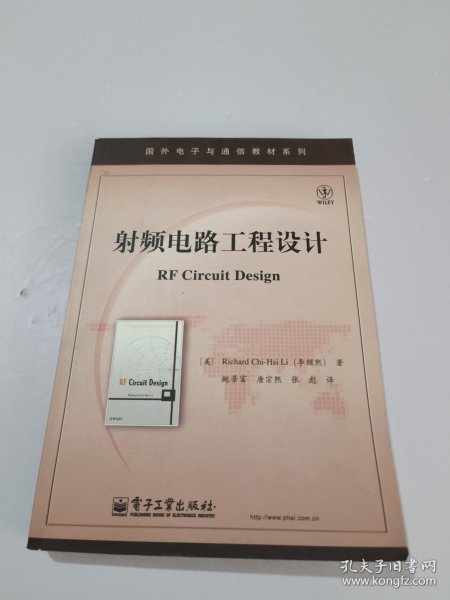 国外电子与通信教材系列
WILEY
射频电路工程设计
RF Circuit Design
[美] Richard Chi-Hsi Li (李缉熙) 著
鲍景富 唐宗熙 张彪 译
RF Circuit Design
电子工业出版社
PUBLISHING HOUSE OF ELECTRONICS INDUSTRY
http://www.phei.com.cn
孔夫子旧书网
www.kongfz.com